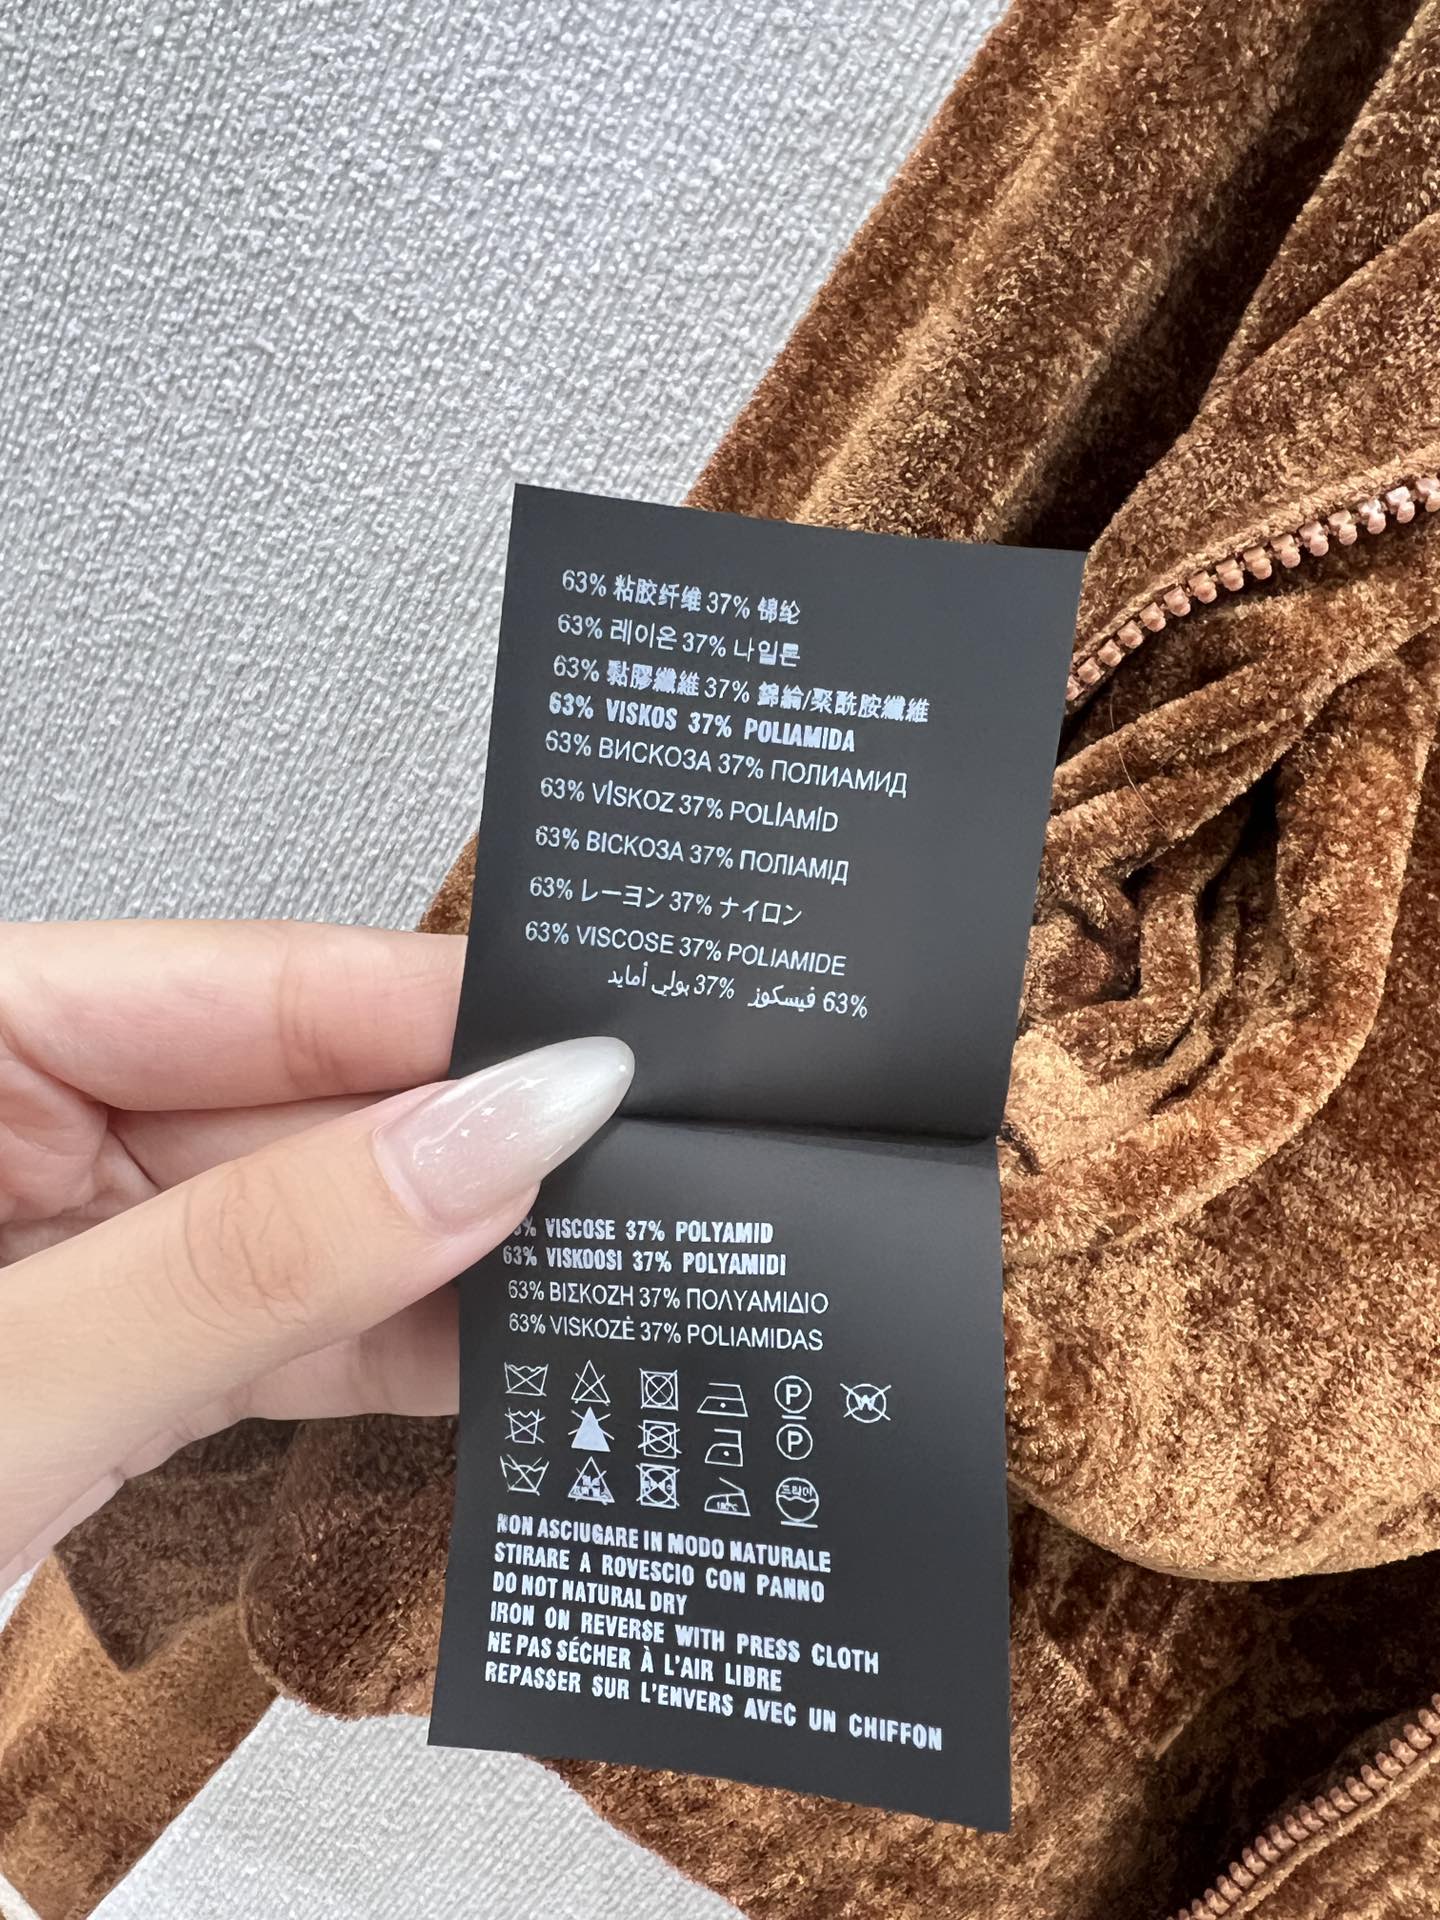 63% 粘胶纤维 37% 锦纶
63% 레이온 37% 나일론
63% 黏膠纖維 37% 錦綸/聚酰胺纖維
63% VISKOS 37% POLIAMIDA
63% ВИСКОЗА 37% ПОЛИАМИД
63% VİSKOZ 37% POLİAMİD
63% ВІСКОЗА 37% ПОЛІАМІД
63% レーヨン 37% ナイロン
63% VISCOSE 37% POLIAMIDE
63% فيسكوز 37% بولي أمايد
% VISCOSE 37% POLYAMID
63% VISKOOSI 37% POLYAMIDI
63% ΒΙΣΚΟΖΗ 37% ΠΟΛΥΑΜΙΔΙΟ
63% VISKOZĖ 37% POLIAMIDAS
P W
P
180℃ 드라이
NON ASCIUGARE IN MODO NATURALE
STIRARE A ROVESCIO CON PANNO
DO NOT NATURAL DRY
IRON ON REVERSE WITH PRESS CLOTH
NE PAS SÉCHER À L'AIR LIBRE
REPASSER SUR L'ENVERS AVEC UN CHIFFON